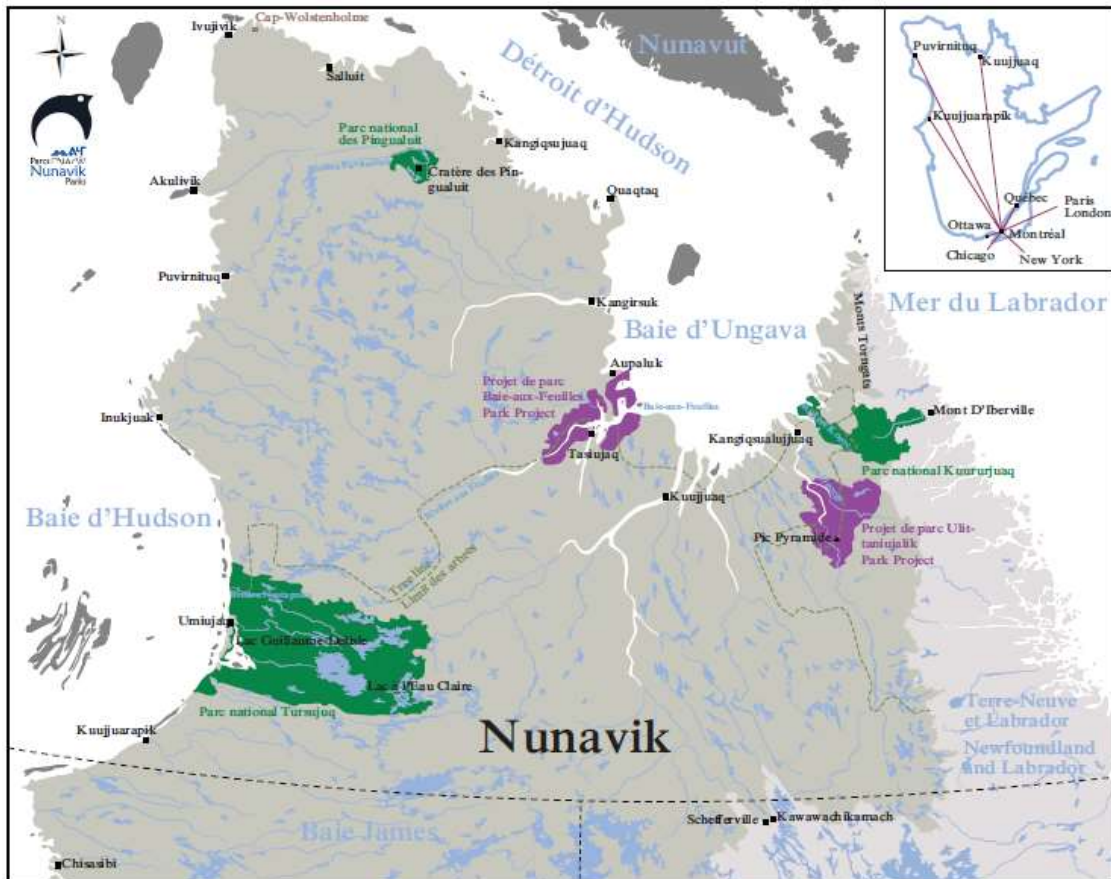 Cap-Wolstenholme
Ivujivik
Salluit
Détroit d'Hudson
Nunavut
Puvirnituq
Kuujjuaq
Kuujjuarapik
Québec
Paris
London
Ottawa
Montréal
Chicago
New York
Parcs
Nunavik
Parks
Parc national
des Pingualuit
Kangiqsujuaq
Cratère des Pin-
gualuit
Akulivik
Quaqtaq
Puvirnituq
Kangirsuk
Baie d'Ungava
Mer du Labrador
Monts Torngats
Aupaluk
Projet de parc
Baie-aux-Feuilles
Park Project
Baie-aux-Feuilles
Inukjuak
Tasiujaq
Kangiqsualujjuaq
Mont D'Iberville
Parc national Kuururjuaq
Kuujjuaq
Baie d'Hudson
Pic Pyramide
Projet de parc Ulit-
taniujalik
Park Project
Tree line
Limit des arbres
Umiujaq
Lac Guillaume-Delisle
Lac à l'Eau Claire
Parc national Tursujuq
Kuujjuarapik
Nunavik
Terre-Neuve
et Labrador
Newfoundland
and Labrador
Baie James
Schefferville
Kawawachikamach
Chisasibi